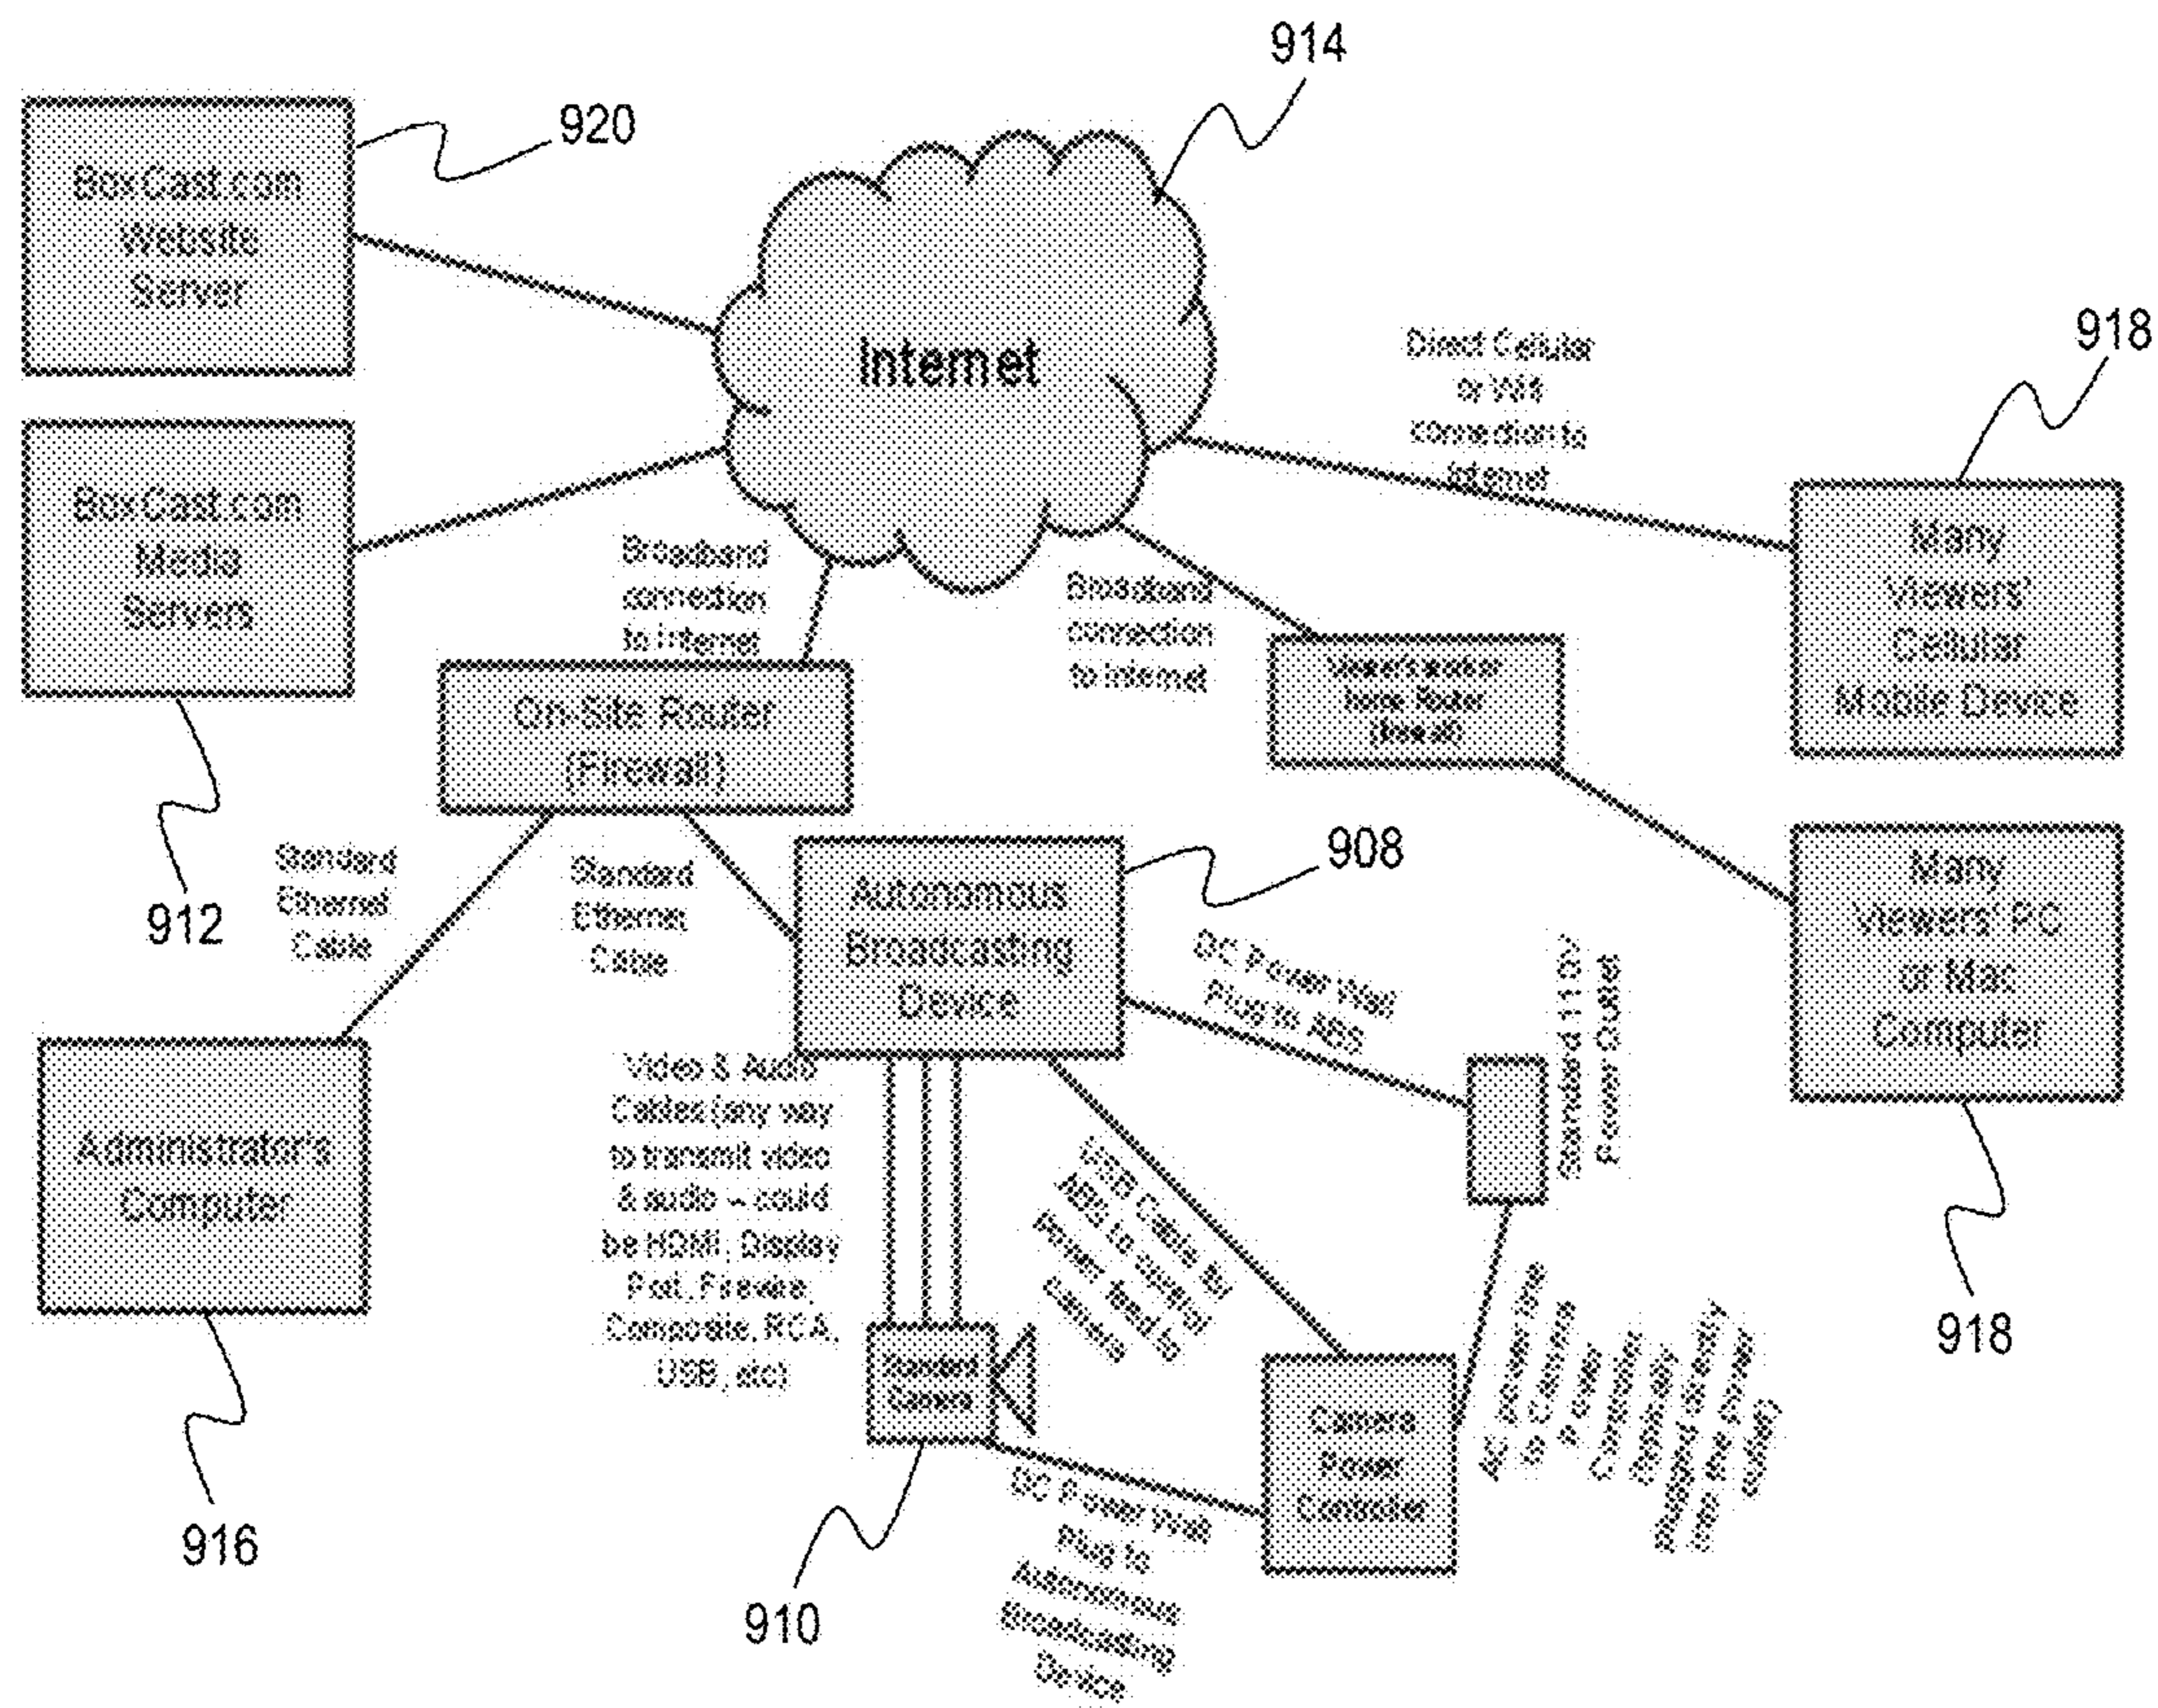 914
920
BoxCast.com
Website
Server
Internet
918
Direct Cellular
or Wifi
connection to
Internet
BoxCast.com
Media
Servers
Many
Viewers'
Cellular
Mobile Device
Broadband
connection
to Internet
Broadband
connection
to Internet
Home Router
On-Site Router
(Firewall)
912
Standard
Ethernet
Cable
Standard
Ethernet
Cable
908
Autonomous
Broadcasting
Device
Many
Viewers' PC
or Mac
Computer
DC Power Wall
Plug to ABS
Standard 110V
Power Outlet
Administrator's
Computer
Video & Audio
Cables (any way
to transmit video
& audio – could
be HDMI, Display
Port, Firewire,
Composite, RCA,
USB, etc)
USB Cable for
ABS to control
Power feed to
Camera
918
Standard
Camera
Camera
Power
Controller
916
910
DC Power Wall
Plug to
Autonomous
Broadcasting
Device